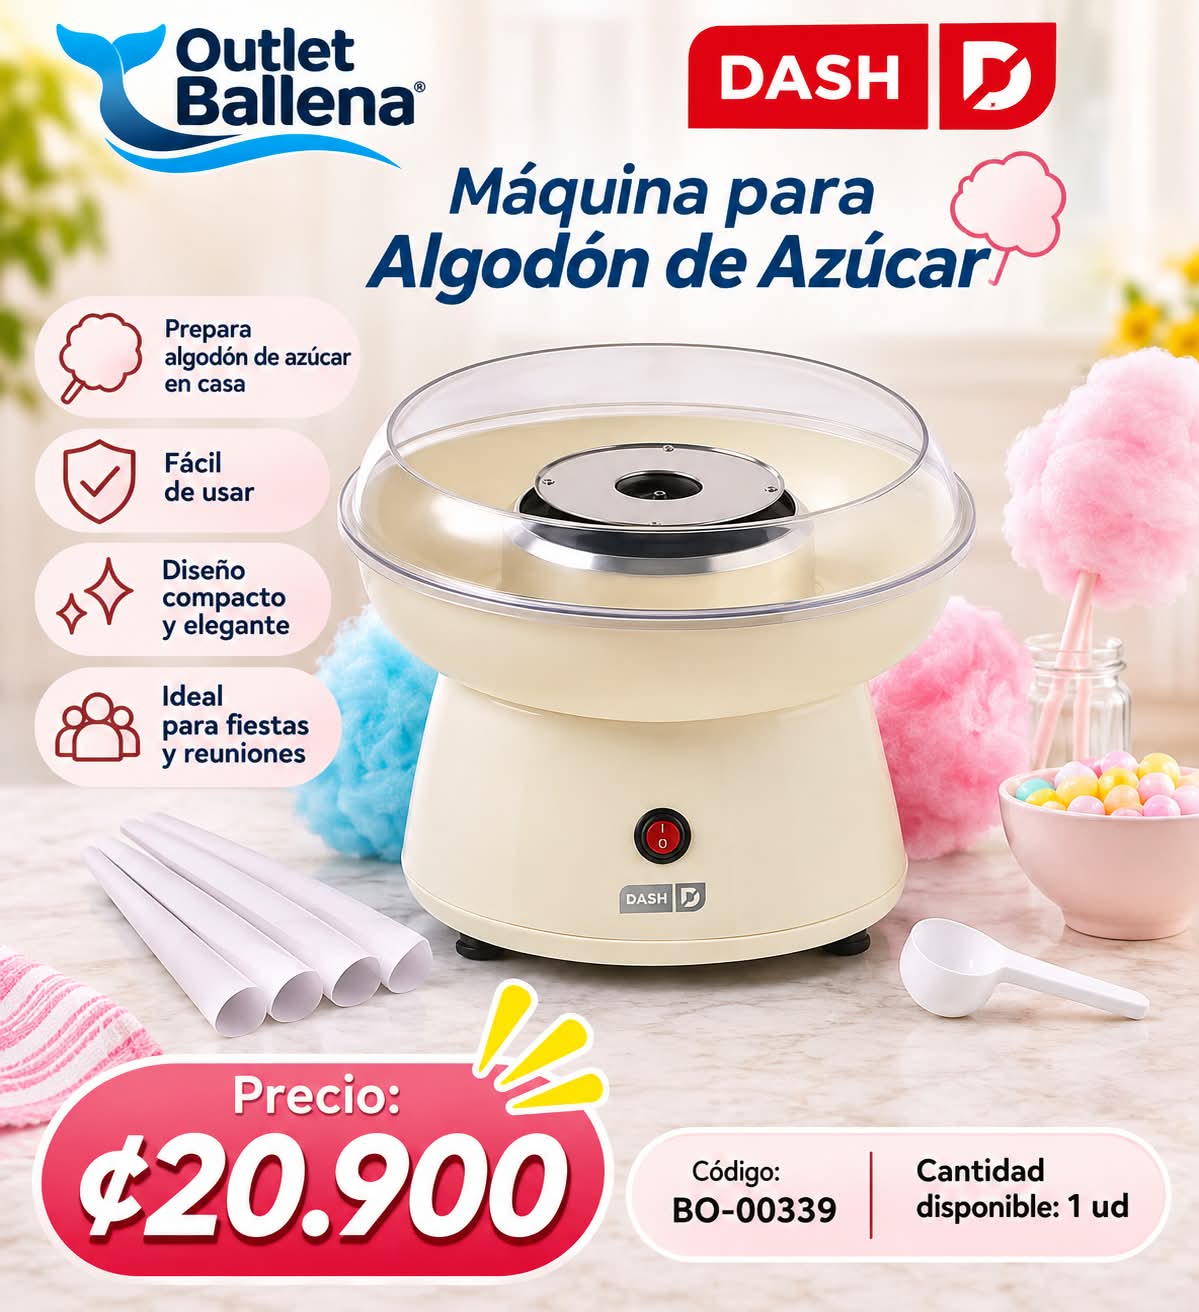 Outlet
Ballena®
DASH D
Máquina para
Algodón de Azúcar
Prepara
algodón de azúcar
en casa
Fácil
de usar
Diseño
compacto
y elegante
Ideal
para fiestas
y reuniones
I
O
DASH D
Precio:
₡20.900
Código:
BO-00339
Cantidad
disponible: 1 ud